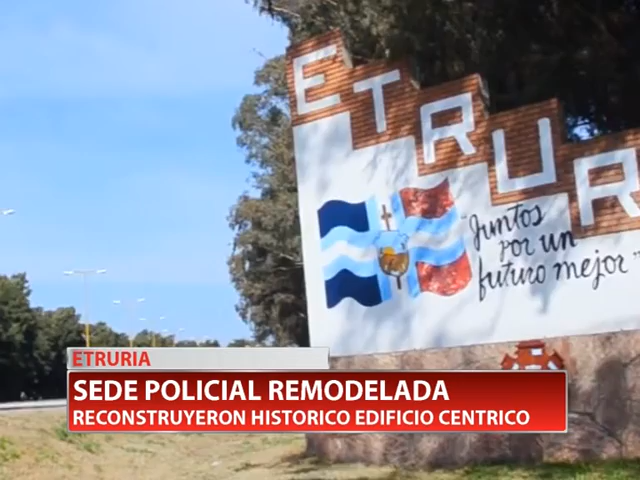 ETRUR
"Juntos
por un
futuro mejor"
ETRURIA
SEDE POLICIAL REMODELADA
RECONSTRUYERON HISTORICO EDIFICIO CENTRICO